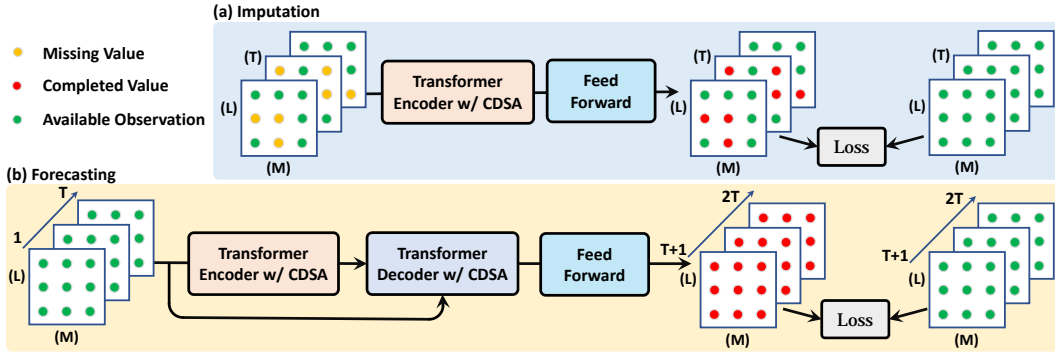 (a) Imputation
Missing Value
Completed Value
Available Observation
(T)
(L)
(M)
Transformer
Encoder w/ CDSA
Feed
Forward
(T)
(L)
(M)
Loss
(T)
(L)
(M)
(b) Forecasting
T
1
(L)
(M)
Transformer
Encoder w/ CDSA
Transformer
Decoder w/ CDSA
Feed
Forward
2T
T+1
(L)
(M)
Loss
2T
T+1
(L)
(M)